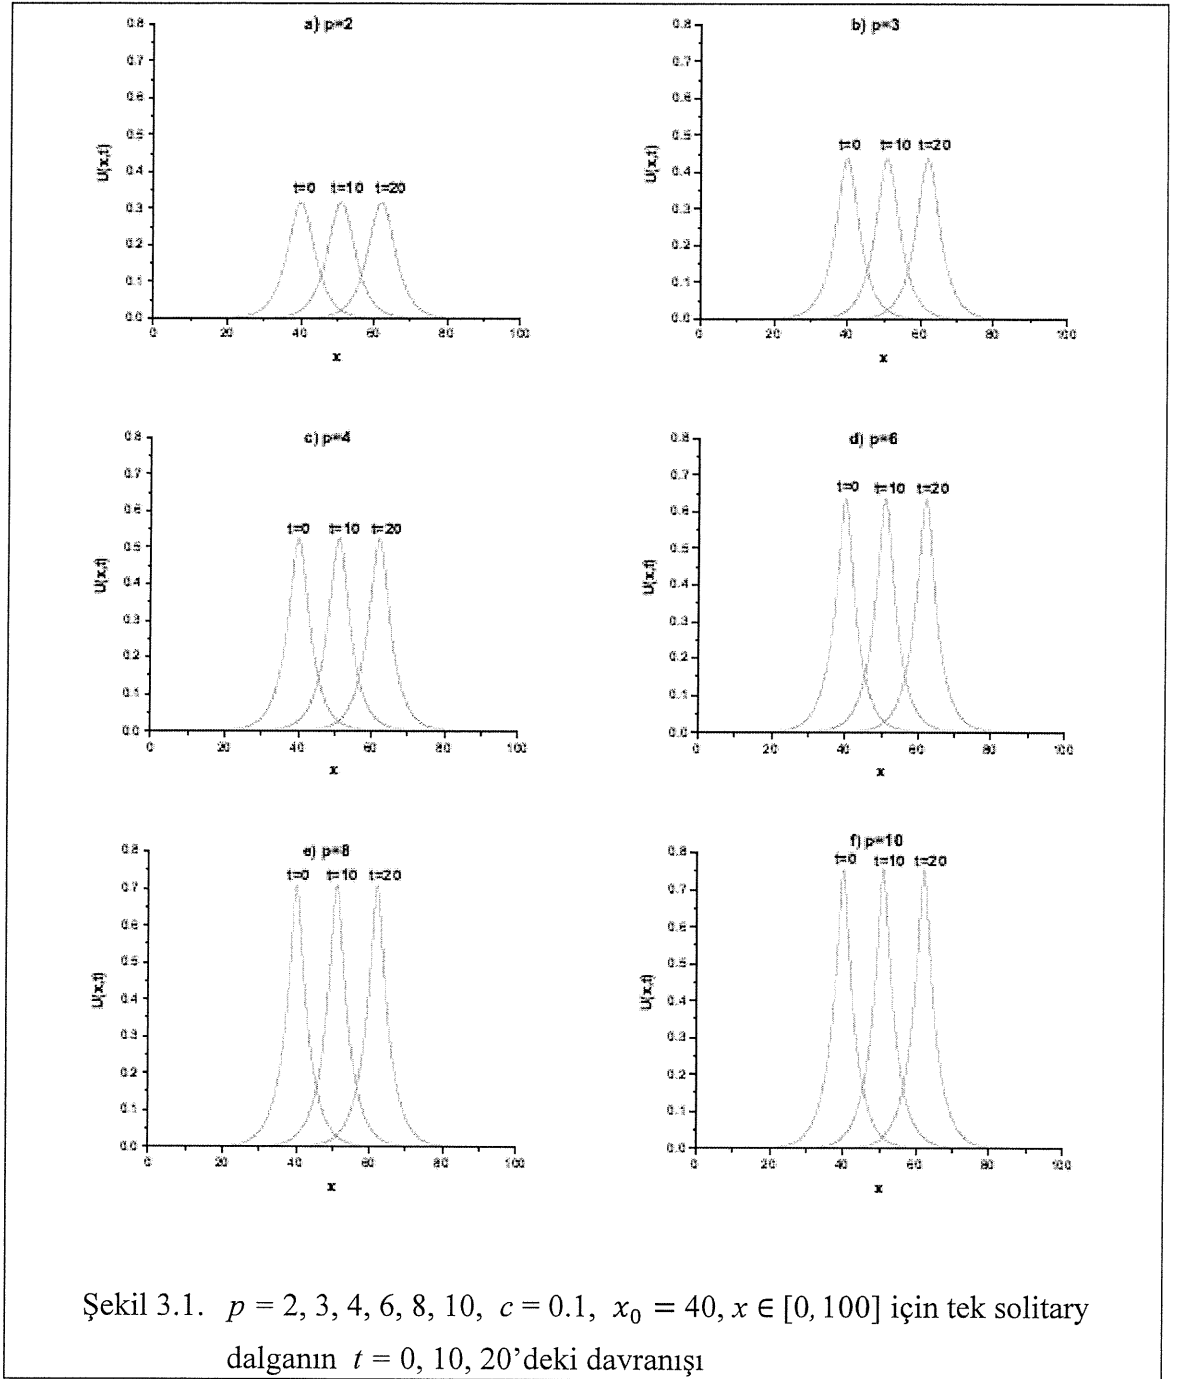 a) p=2
0.8
0.7
0.6
0.5
0.4
0.3
0.2
0.1
0.0
U(x,t)
t=0 t=10 t=20
0 20 40 60 80 100
x
b) p=3
0.8
0.7
0.6
0.5
0.4
0.3
0.2
0.1
0.0
U(x,t)
t=0 t=10 t=20
0 20 40 60 80 100
x
c) p=4
0.8
0.7
0.6
0.5
0.4
0.3
0.2
0.1
0.0
U(x,t)
t=0 t=10 t=20
0 20 40 60 80 100
x
d) p=6
0.8
0.7
0.6
0.5
0.4
0.3
0.2
0.1
0.0
U(x,t)
t=0 t=10 t=20
0 20 40 60 80 100
x
e) p=8
0.8
0.7
0.6
0.5
0.4
0.3
0.2
0.1
0.0
U(x,t)
t=0 t=10 t=20
0 20 40 60 80 100
x
f) p=10
0.8
0.7
0.6
0.5
0.4
0.3
0.2
0.1
0.0
U(x,t)
t=0 t=10 t=20
0 20 40 60 80 100
x
Şekil 3.1. p = 2, 3, 4, 6, 8, 10, c = 0.1, x₀ = 40, x ∈ [0, 100] için tek solitary
dalganın t = 0, 10, 20’deki davranışı